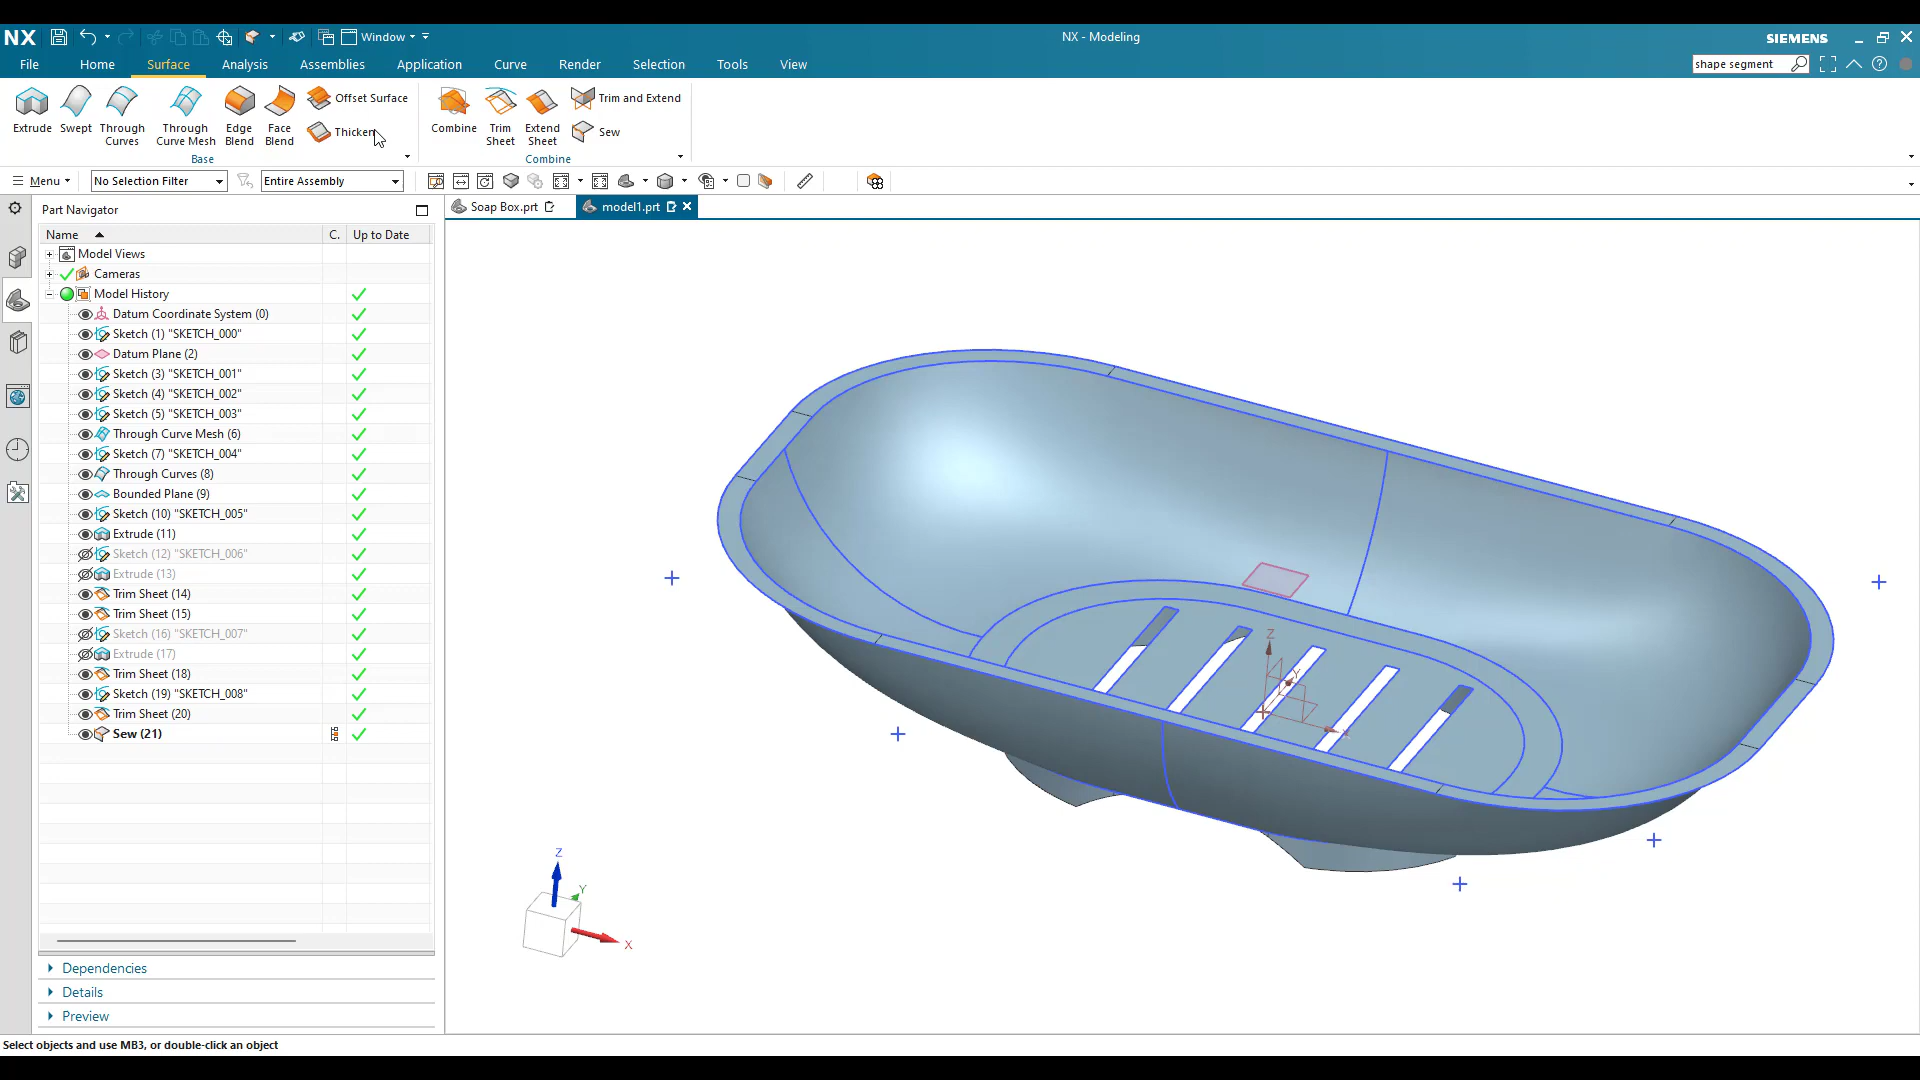 NX
Window
NX - Modeling
SIEMENS
File Home Surface Analysis Assemblies Application Curve Render Selection Tools View
shape segment
Extrude
Swept
Through Curves
Through Curve Mesh
Edge Blend
Face Blend
Offset Surface
Thicken
Base
Combine
Trim Sheet
Extend Sheet
Trim and Extend
Sew
Combine
Menu
No Selection Filter
Entire Assembly
Part Navigator
Soap Box.prt
model1.prt
Name C. Up to Date
Model Views
Cameras
Model History
Datum Coordinate System (0)
Sketch (1) "SKETCH_000"
Datum Plane (2)
Sketch (3) "SKETCH_001"
Sketch (4) "SKETCH_002"
Sketch (5) "SKETCH_003"
Through Curve Mesh (6)
Sketch (7) "SKETCH_004"
Through Curves (8)
Bounded Plane (9)
Sketch (10) "SKETCH_005"
Extrude (11)
Sketch (12) "SKETCH_006"
Extrude (13)
Trim Sheet (14)
Trim Sheet (15)
Sketch (16) "SKETCH_007"
Extrude (17)
Trim Sheet (18)
Sketch (19) "SKETCH_008"
Trim Sheet (20)
Sew (21)
Z
Y
X
Z
Y
X
Dependencies
Details
Preview
Select objects and use MB3, or double-click an object